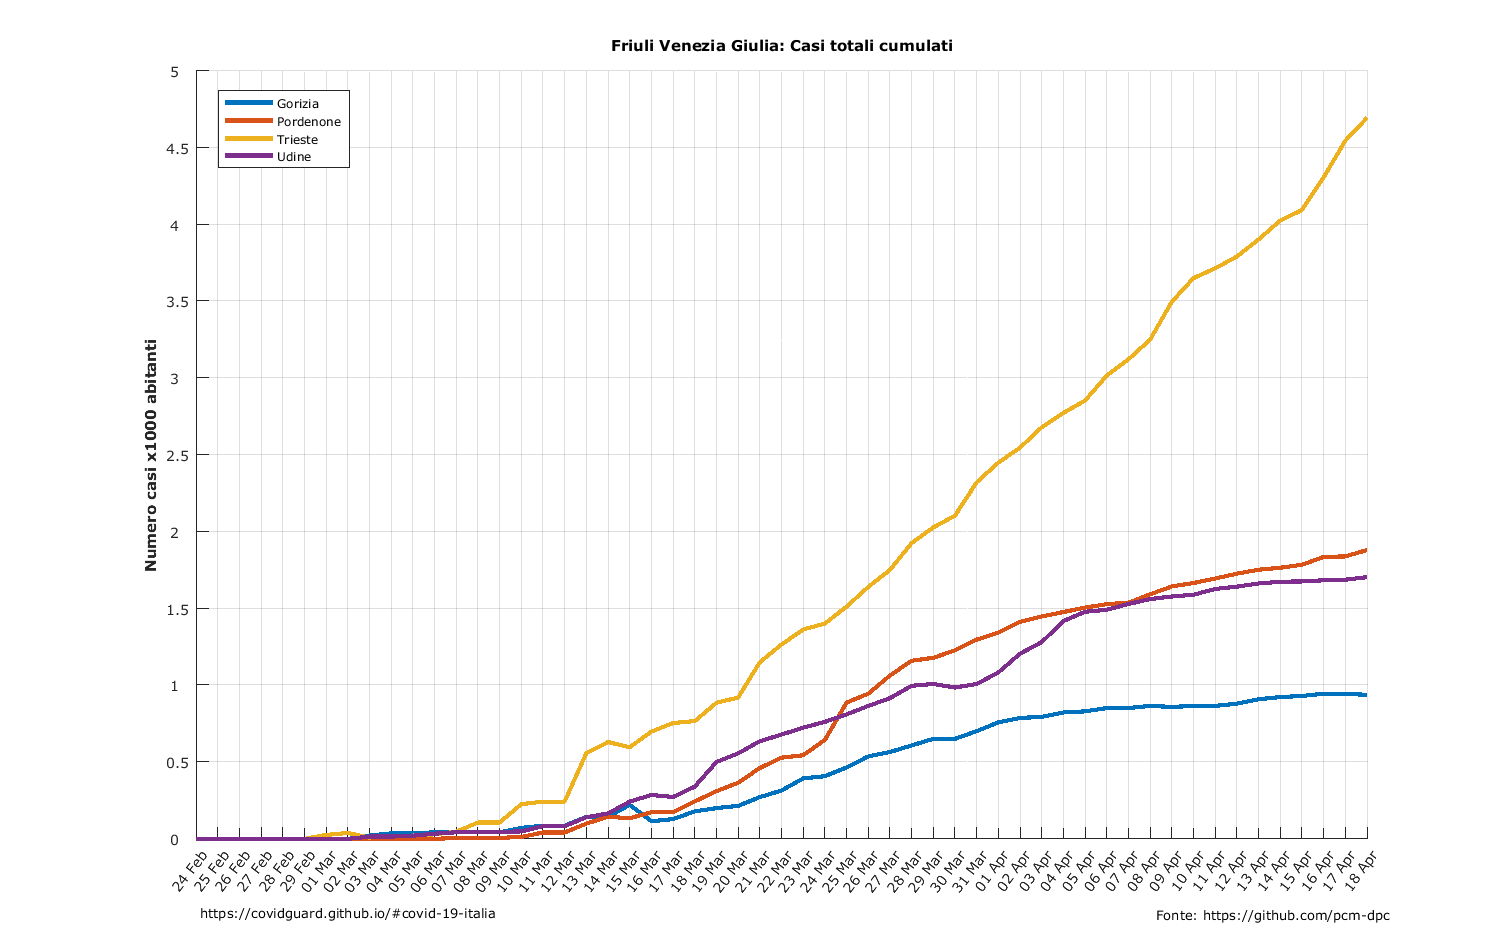 Friuli Venezia Giulia: Casi totali cumulati
5
4.5
4
3.5
3
2.5
2
1.5
1
0.5
0
Numero casi x1000 abitanti
Gorizia
Pordenone
Trieste
Udine
24 Feb
25 Feb
26 Feb
27 Feb
28 Feb
29 Feb
01 Mar
02 Mar
03 Mar
04 Mar
05 Mar
06 Mar
07 Mar
08 Mar
09 Mar
10 Mar
11 Mar
12 Mar
13 Mar
14 Mar
15 Mar
16 Mar
17 Mar
18 Mar
19 Mar
20 Mar
21 Mar
22 Mar
23 Mar
24 Mar
25 Mar
26 Mar
27 Mar
28 Mar
29 Mar
30 Mar
31 Mar
01 Apr
02 Apr
03 Apr
04 Apr
05 Apr
06 Apr
07 Apr
08 Apr
09 Apr
10 Apr
11 Apr
12 Apr
13 Apr
14 Apr
15 Apr
16 Apr
17 Apr
18 Apr
https://covidguard.github.io/#covid-19-italia
Fonte: https://github.com/pcm-dpc